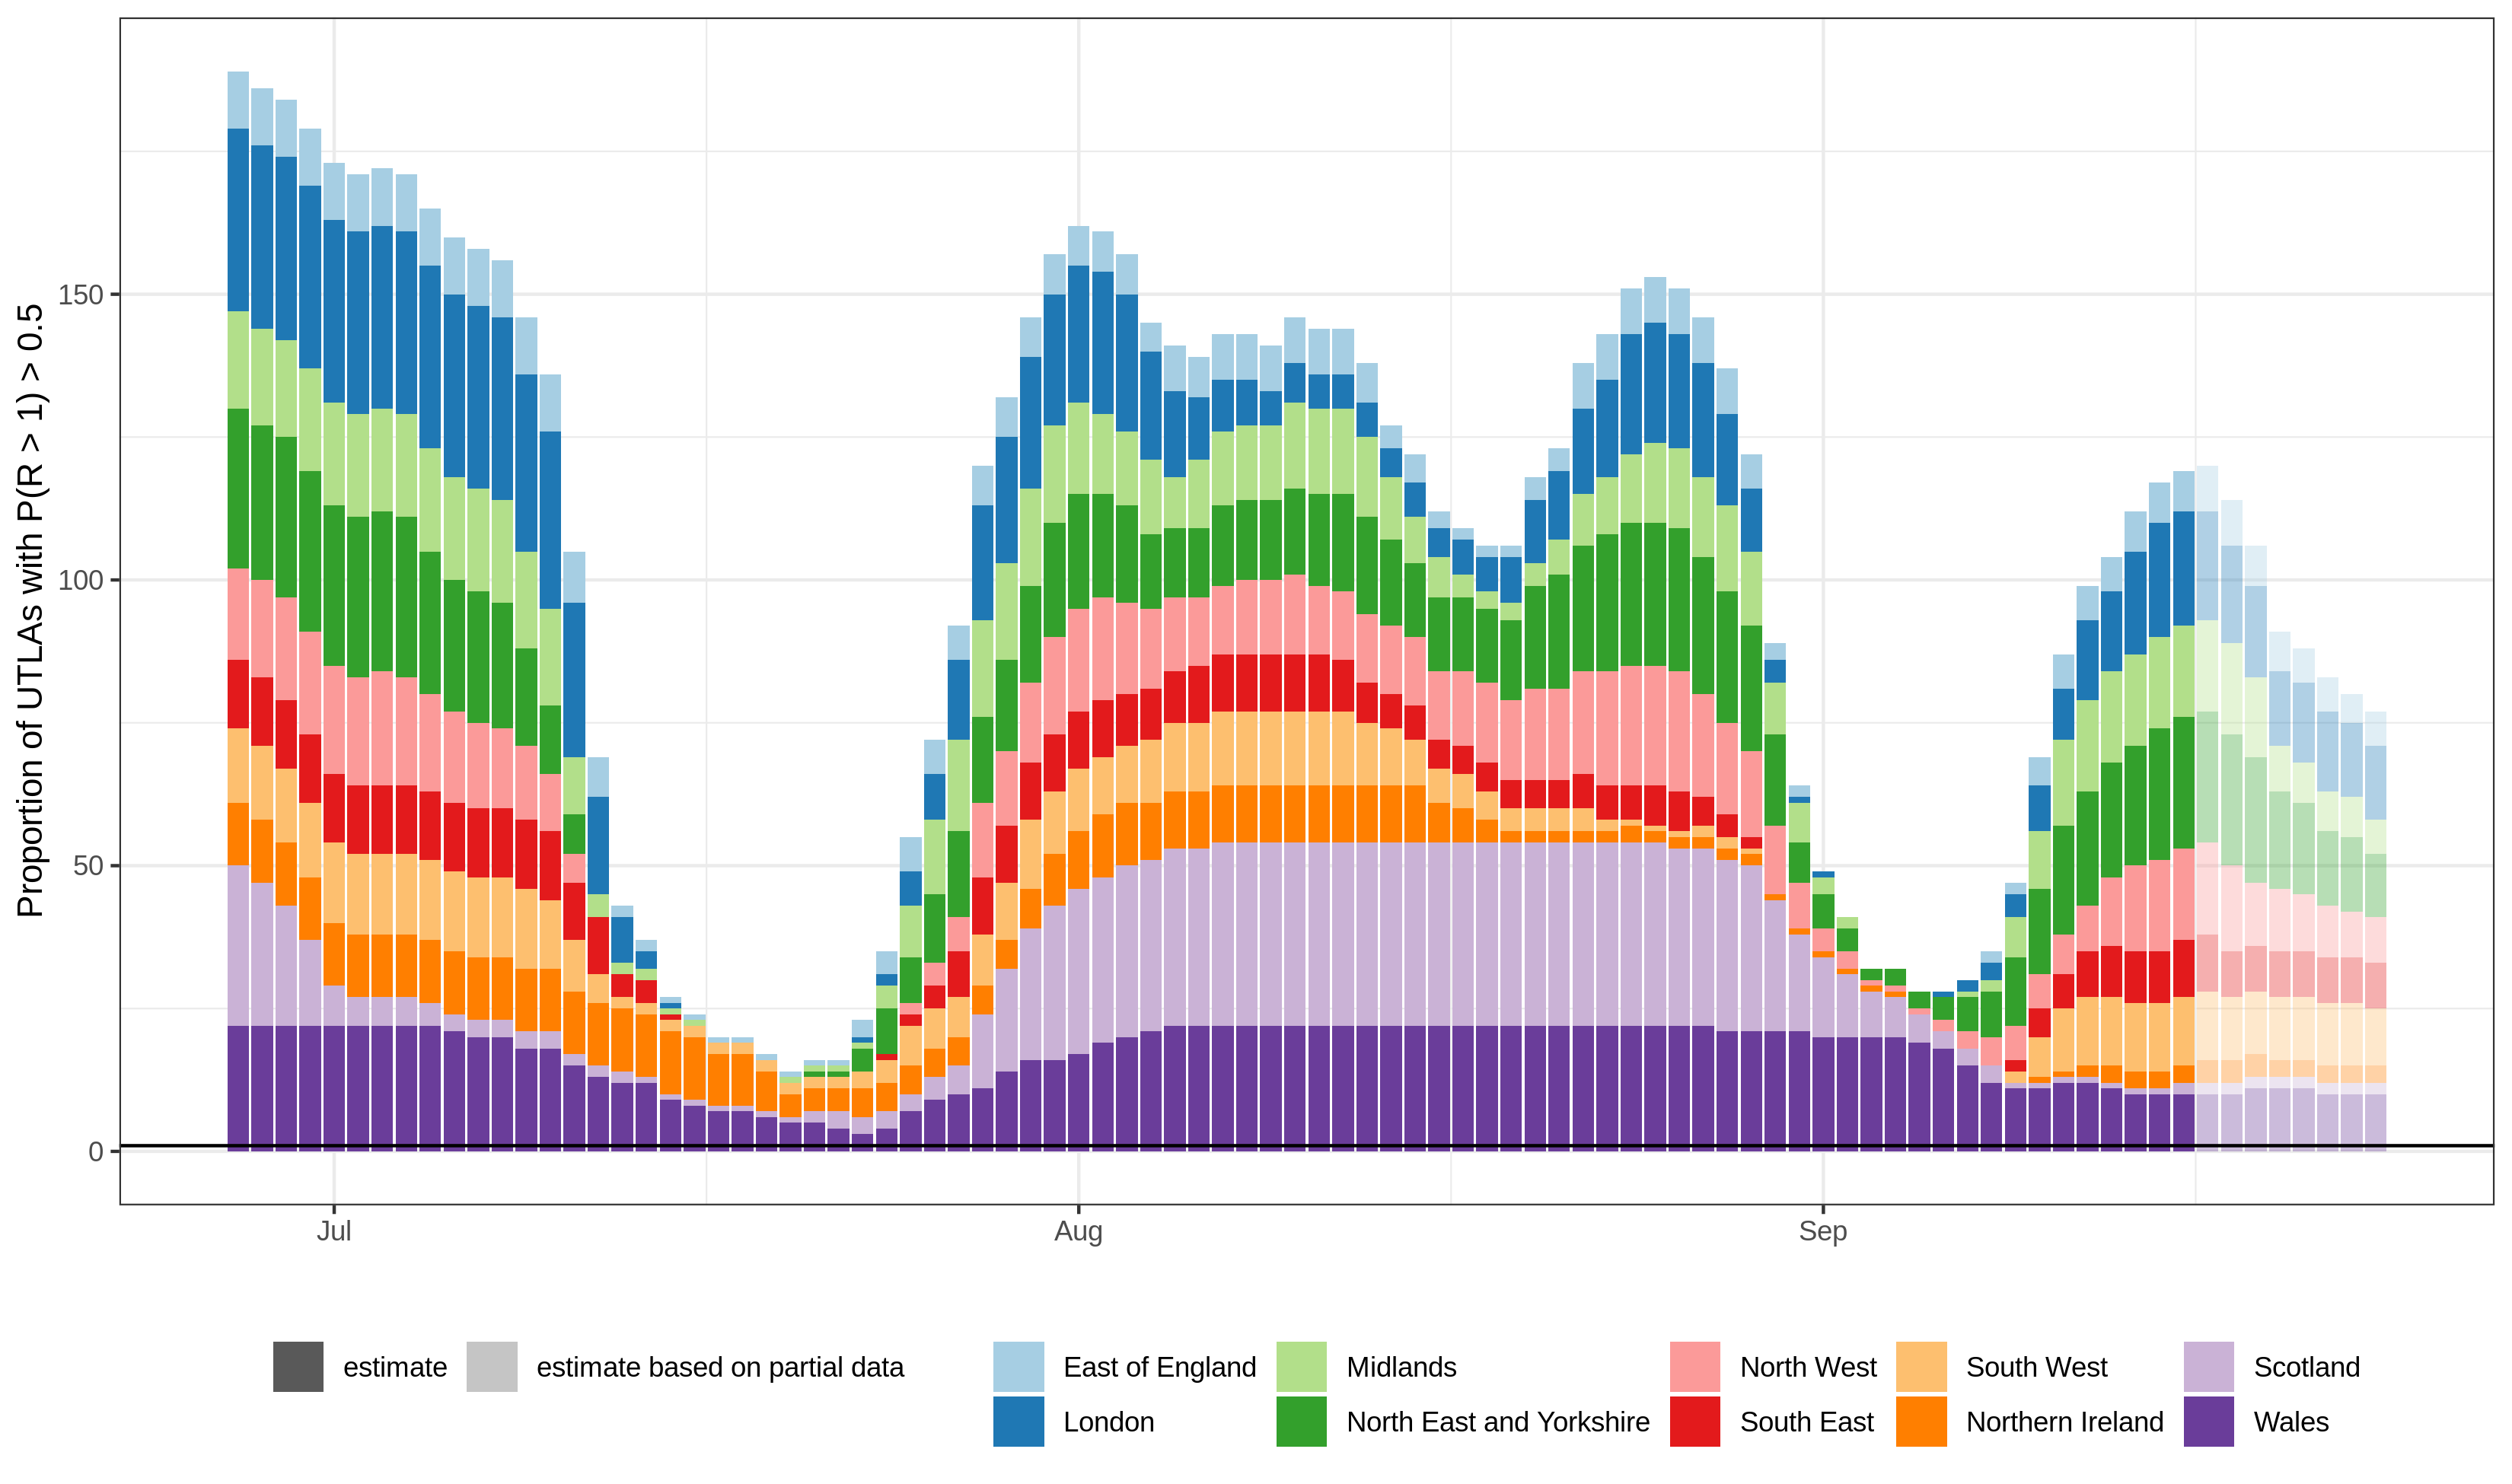 Proportion of UTLAs with P(R > 1) > 0.5
150
100
50
0
Jul Aug Sep
estimate estimate based on partial data East of England Midlands North West South West Scotland
London North East and Yorkshire South East Northern Ireland Wales